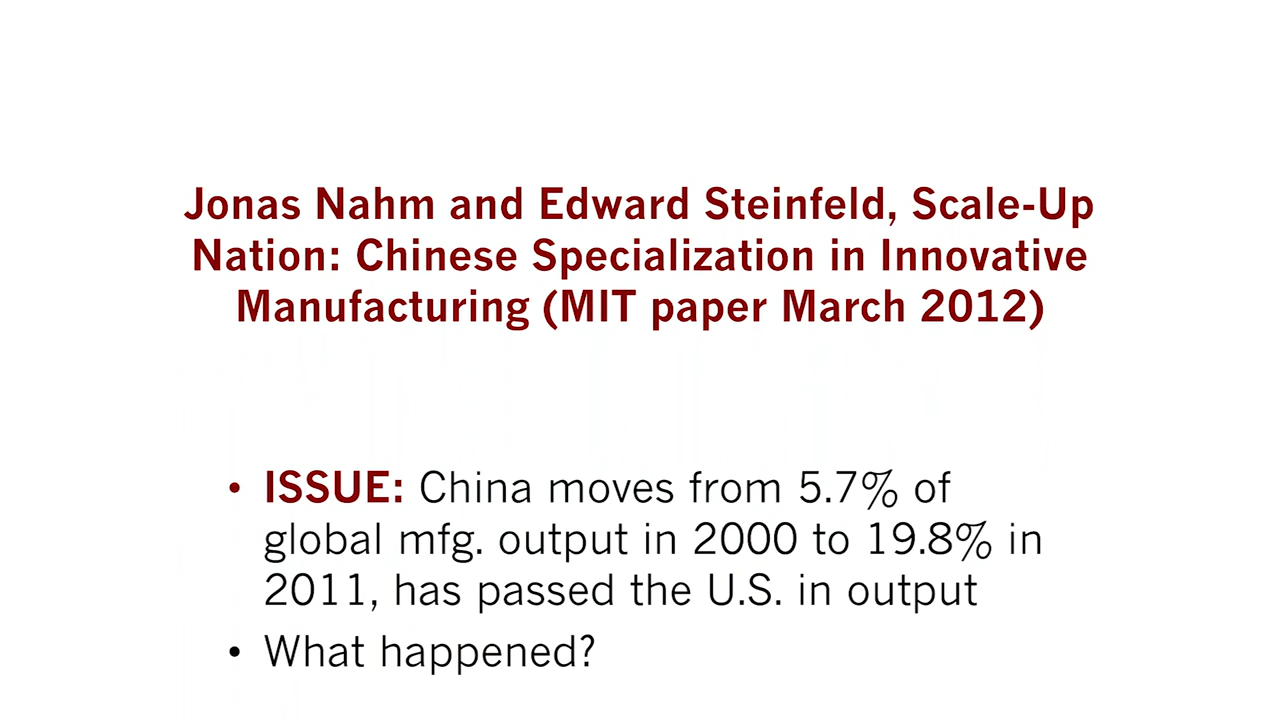 Jonas Nahm and Edward Steinfeld, Scale-Up
Nation: Chinese Specialization in Innovative
Manufacturing (MIT paper March 2012)
• ISSUE: China moves from 5.7% of
global mfg. output in 2000 to 19.8% in
2011, has passed the U.S. in output
• What happened?